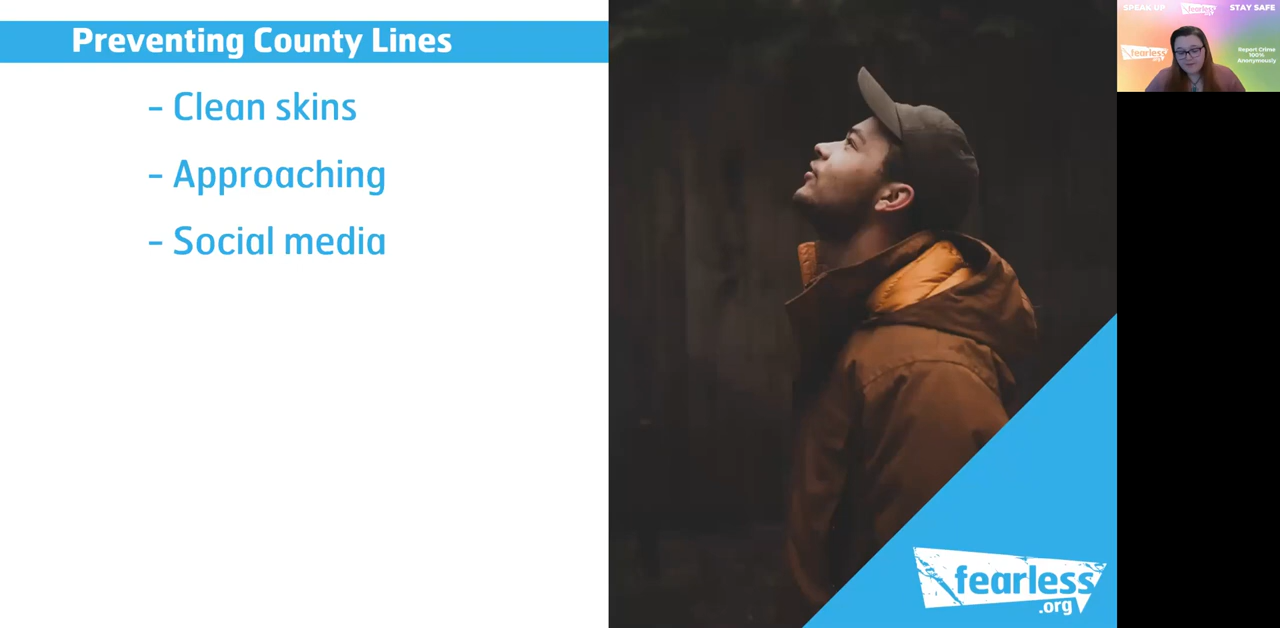 Preventing County Lines
- Clean skins
- Approaching
- Social media
fearless
.org
SPEAK UP
fearless
STAY SAFE
fearless
Report Crime
100%
Anonymously